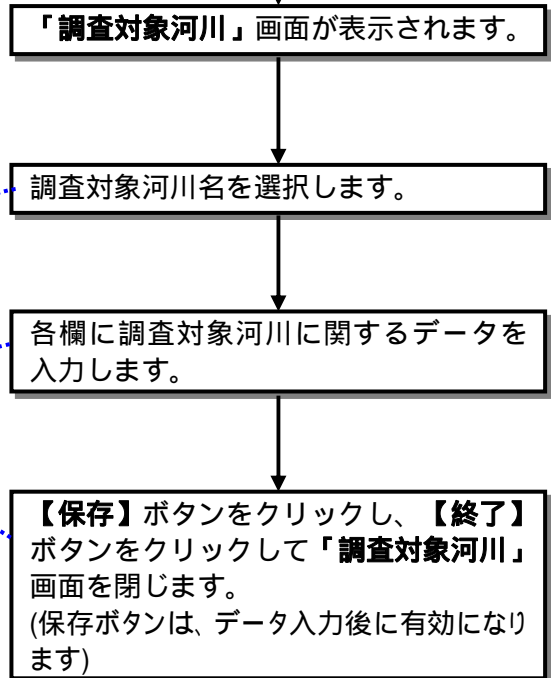 「調査対象河川」画面が表示されます。
調査対象河川名を選択します。
各欄に調査対象河川に関するデータを
入力します。
【保存】ボタンをクリックし、【終了】
ボタンをクリックして「調査対象河川」
画面を閉じます。
(保存ボタンは、データ入力後に有効になり
ます)